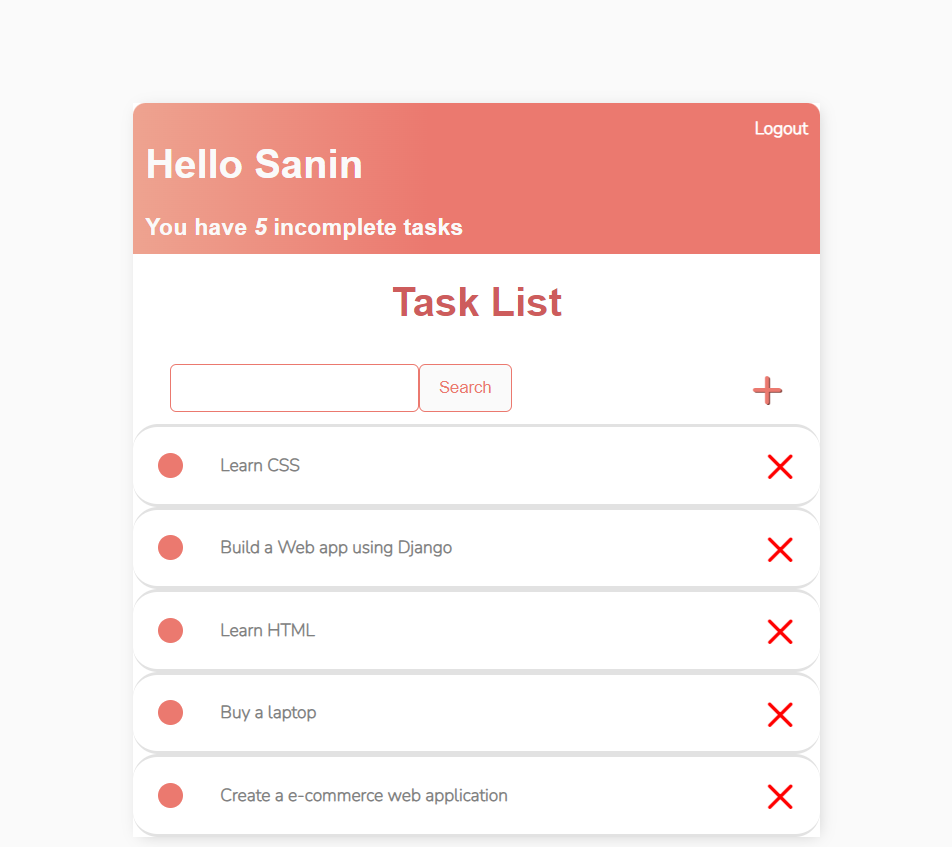 Logout
Hello Sanin
You have 5 incomplete tasks
Task List
Search
Learn CSS
Build a Web app using Django
Learn HTML
Buy a laptop
Create a e-commerce web application